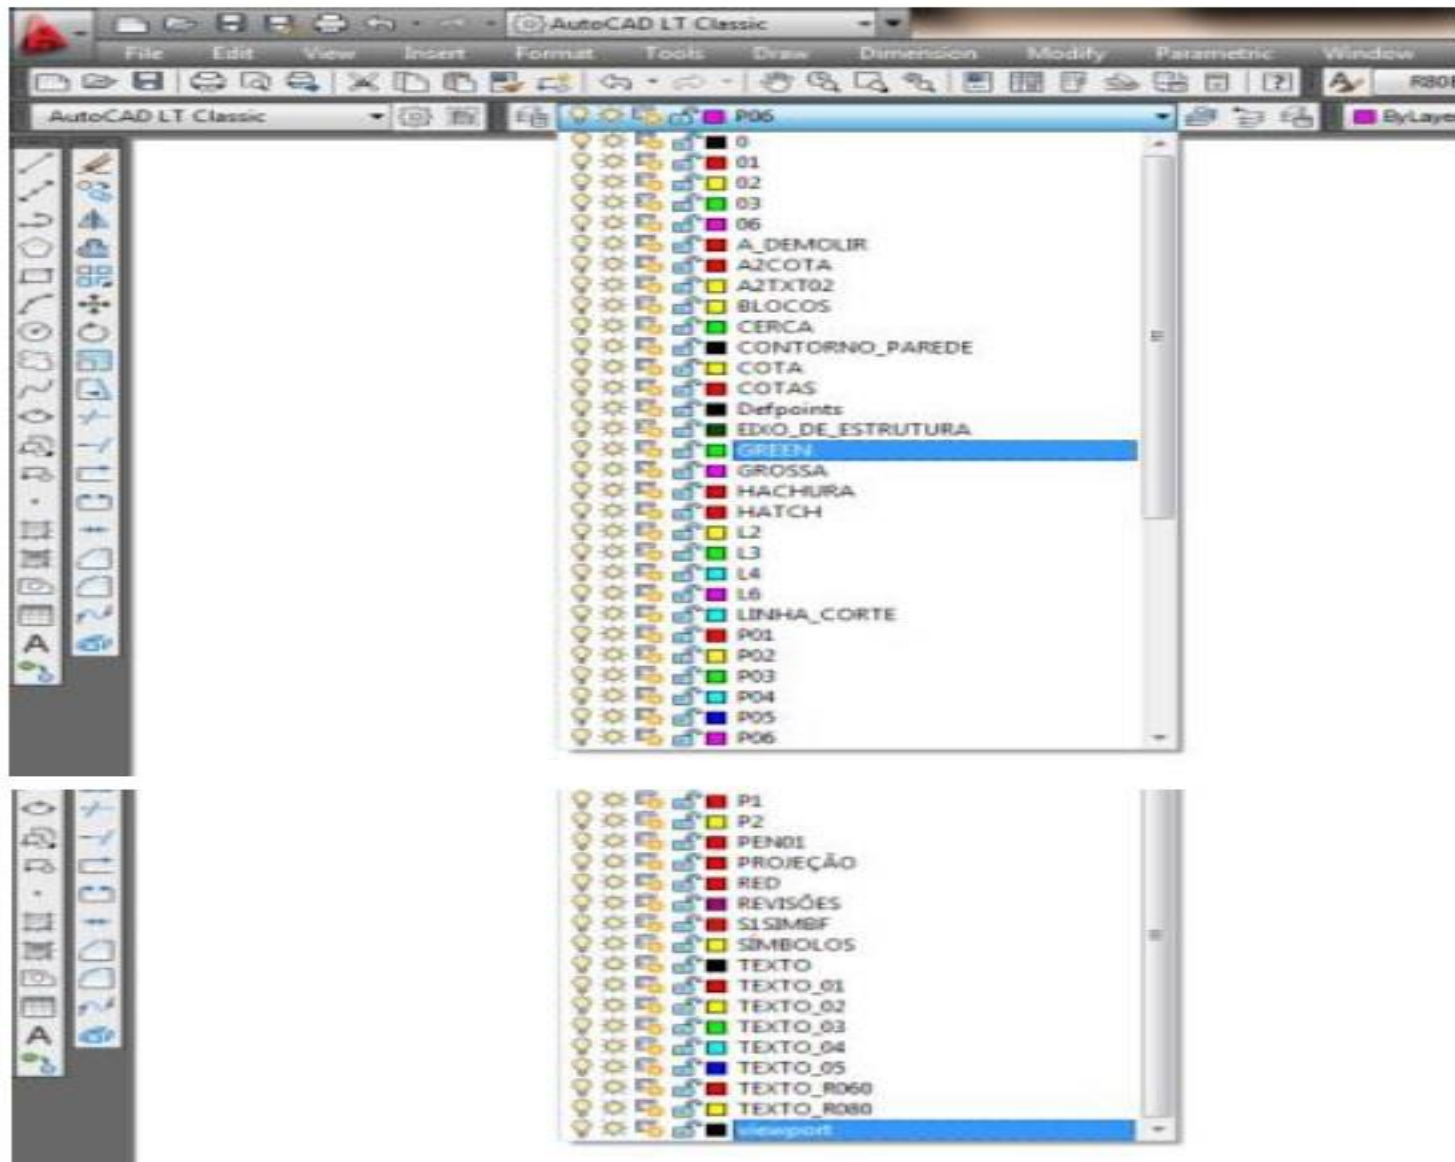 AutoCAD LT Classic
File Edit View Insert Format Tools Draw Dimension Modify Parametric Window
AutoCAD LT Classic P06 ByLaye
0
01
02
03
06
A_DEMOLIR
A2COTA
A2TXT02
BLOCOS
CERCA
CONTORNO_PAREDE
COTA
COTAS
Defpoints
EIXO_DE_ESTRUTURA
GREEN
GROSSA
HACHURA
HATCH
L2
L3
L4
L6
LINHA_CORTE
P01
P02
P03
P04
P05
P06
P1
P2
PEN01
PROJEÇÃO
RED
REVISÕES
S1SIMBF
SÍMBOLOS
TEXTO
TEXTO_01
TEXTO_02
TEXTO_03
TEXTO_04
TEXTO_05
TEXTO_R060
TEXTO_R080
viewport